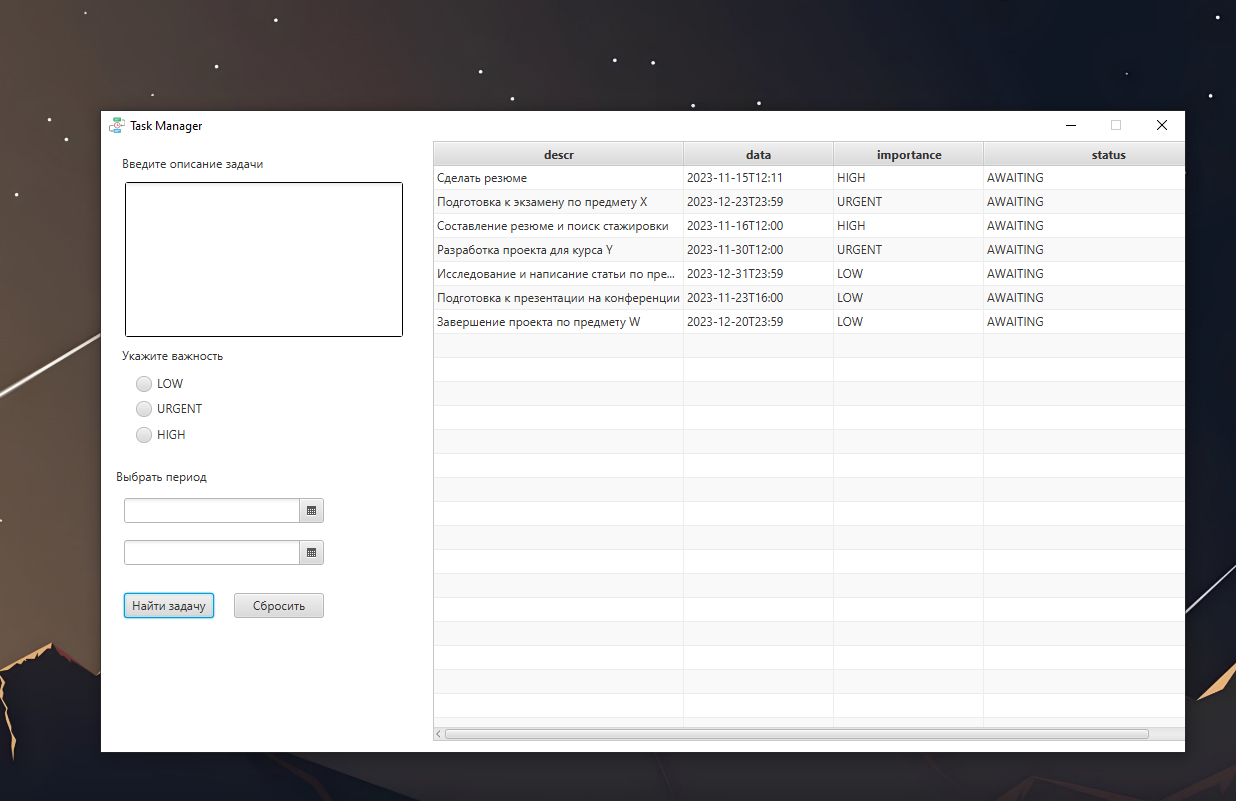 Task Manager
Введите описание задачи
Укажите важность
LOW
URGENT
HIGH
Выбрать период
Найти задачу Сбросить
descr data importance status
Сделать резюме 2023-11-15T12:11 HIGH AWAITING
Подготовка к экзамену по предмету X 2023-12-23T23:59 URGENT AWAITING
Составление резюме и поиск стажировки 2023-11-16T12:00 HIGH AWAITING
Разработка проекта для курса Y 2023-11-30T12:00 URGENT AWAITING
Исследование и написание статьи по пре... 2023-12-31T23:59 LOW AWAITING
Подготовка к презентации на конференции 2023-11-23T16:00 LOW AWAITING
Завершение проекта по предмету W 2023-12-20T23:59 LOW AWAITING